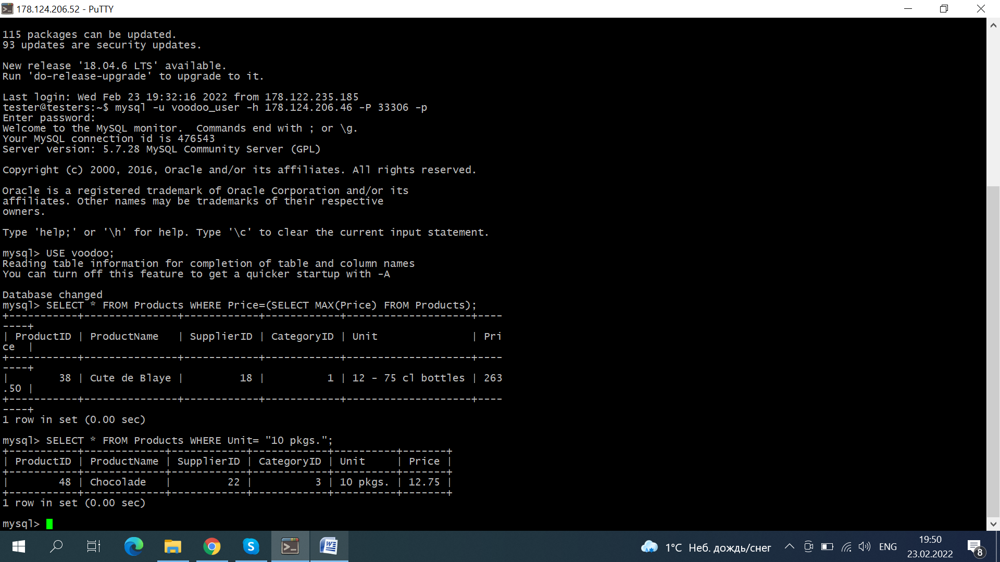 178.124.206.52 - PuTTY
115 packages can be updated.
93 updates are security updates.
New release '18.04.6 LTS' available.
Run 'do-release-upgrade' to upgrade to it.
Last login: Wed Feb 23 19:32:16 2022 from 178.122.235.185
tester@testers:~$ mysql -u voodoo_user -h 178.124.206.46 -P 33306 -p
Enter password:
Welcome to the MySQL monitor.  Commands end with ; or \g.
Your MySQL connection id is 476543
Server version: 5.7.28 MySQL Community Server (GPL)
Copyright (c) 2000, 2016, Oracle and/or its affiliates. All rights reserved.
Oracle is a registered trademark of Oracle Corporation and/or its
affiliates. Other names may be trademarks of their respective
owners.
Type 'help;' or '\h' for help. Type '\c' to clear the current input statement.
mysql> USE voodoo;
Reading table information for completion of table and column names
You can turn off this feature to get a quicker startup with -A
Database changed
mysql> SELECT * FROM Products WHERE Price=(SELECT MAX(Price) FROM Products);
+-----------+---------------+------------+------------+--------------------+----
----+
| ProductID | ProductName   | SupplierID | CategoryID | Unit               | Pri
ce  |
+-----------+---------------+------------+------------+--------------------+----
----+
|        38 | Cute de Blaye |         18 |          1 | 12 - 75 cl bottles | 263
.50 |
+-----------+---------------+------------+------------+--------------------+----
----+
1 row in set (0.00 sec)
mysql> SELECT * FROM Products WHERE Unit= "10 pkgs.";
+-----------+-------------+------------+------------+----------+-------+
| ProductID | ProductName | SupplierID | CategoryID | Unit     | Price |
+-----------+-------------+------------+------------+----------+-------+
|        48 | Chocolade   |         22 |          3 | 10 pkgs. | 12.75 |
+-----------+-------------+------------+------------+----------+-------+
1 row in set (0.00 sec)
mysql>
1°C Неб. дождь/снег
ENG
19:50
23.02.2022
8